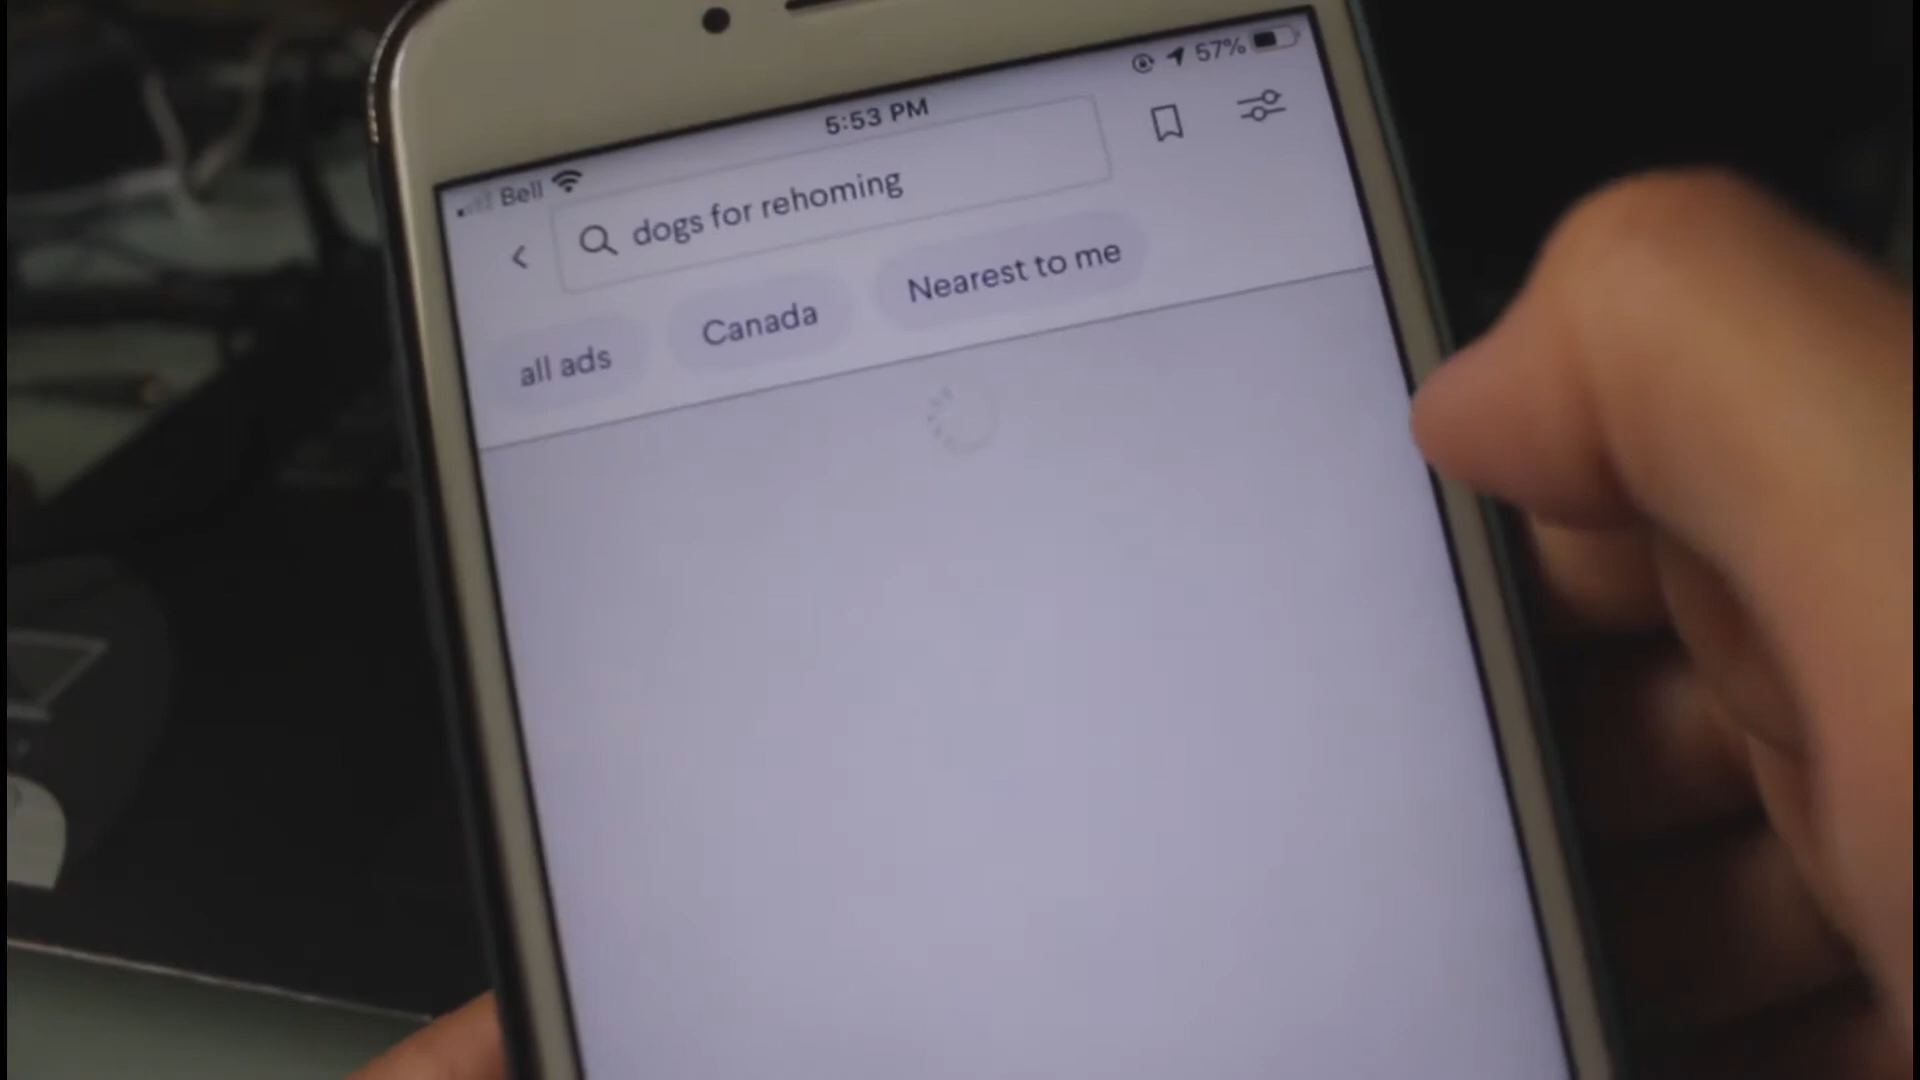 5:53 PM
57%
Bell
dogs for rehoming
all ads
Canada
Nearest to me